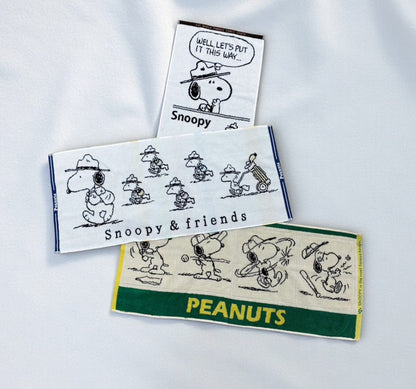 WELL, LET'S PUT
IT THIS WAY...
Snoopy
Snoopy & friends
PEANUTS